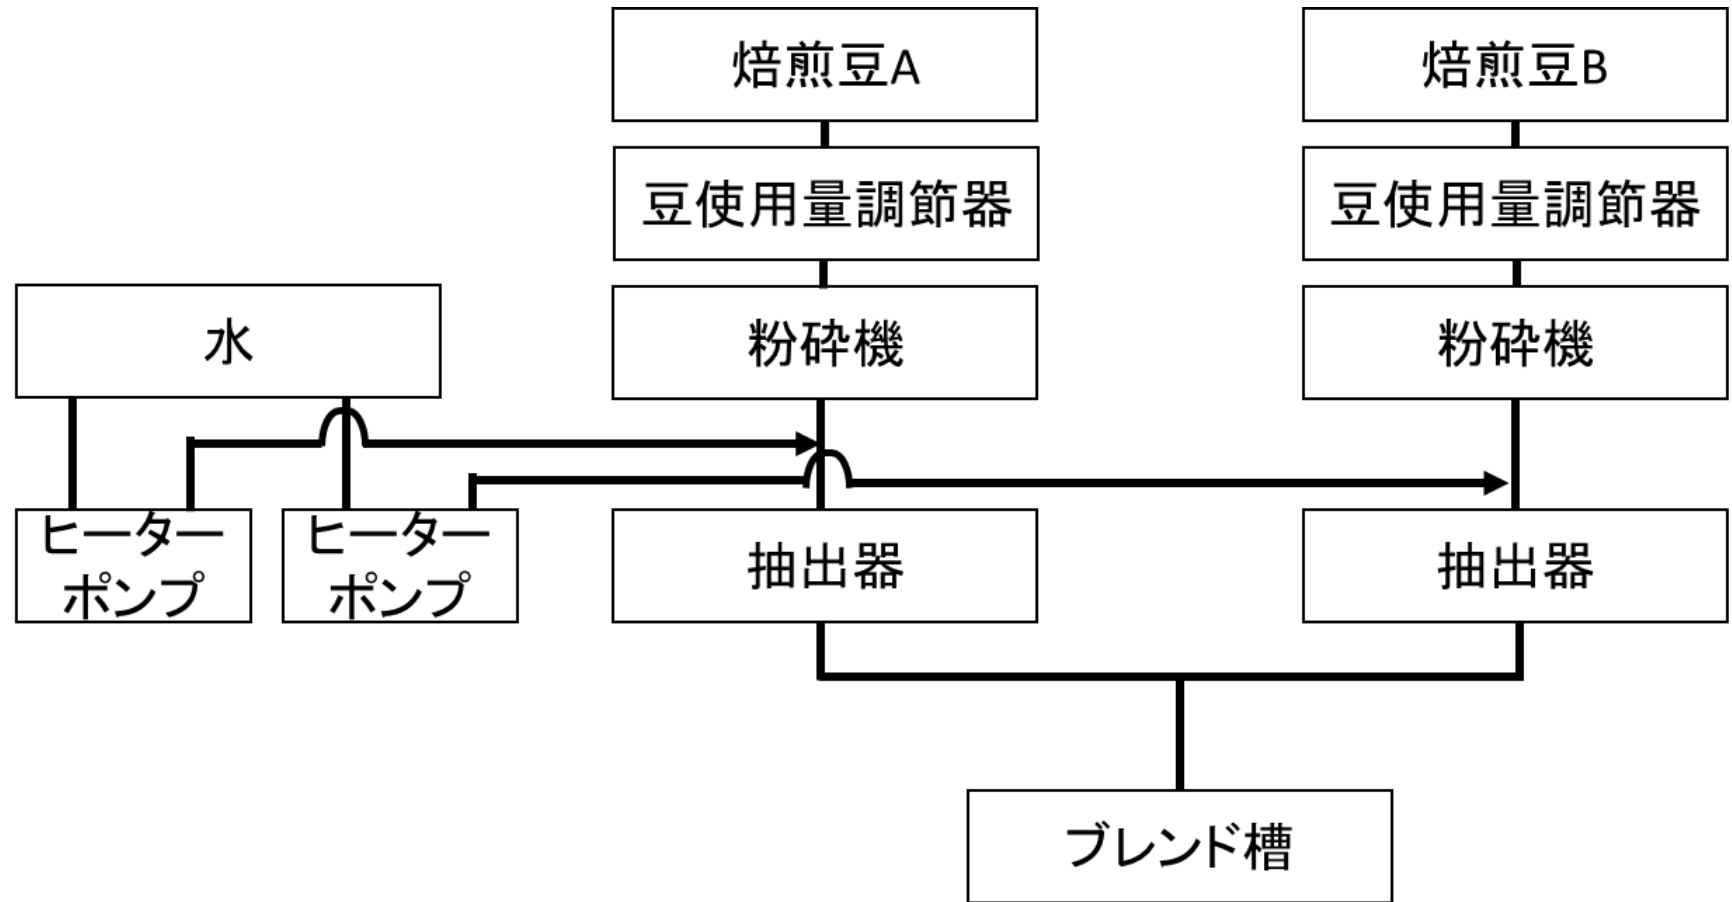 焙煎豆A
焙煎豆B
豆使用量調節器
豆使用量調節器
水
粉砕機
粉砕機
ヒーター
ポンプ
ヒーター
ポンプ
抽出器
抽出器
ブレンド槽